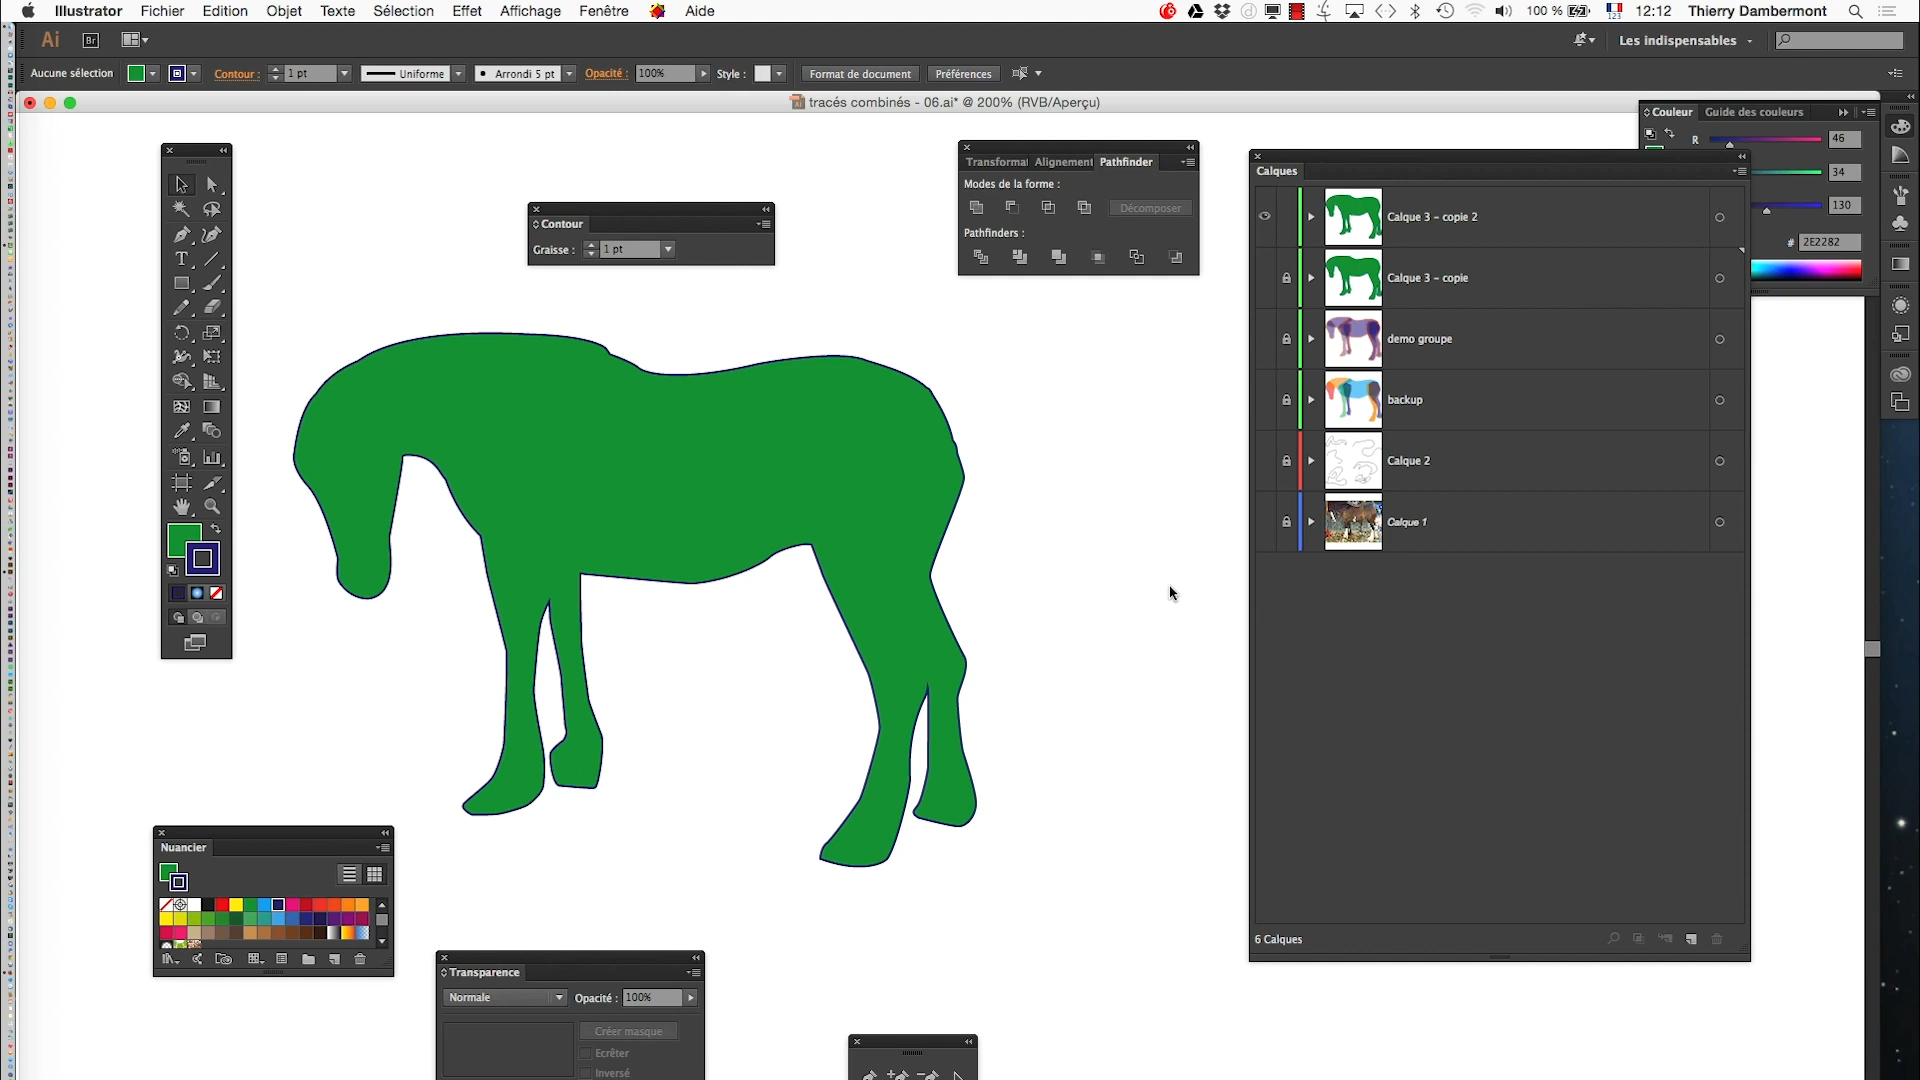 Illustrator Fichier Edition Objet Texte Sélection Effet Affichage Fenêtre Aide 100 % 12:12 Thierry Dambermont
Ai Br Les indispensables
Aucune sélection Contour : 1 pt Uniforme Arrondi 5 pt Opacité : 100% Style : Format de document Préférences
tracés combinés - 06.ai* @ 200% (RVB/Aperçu)
Couleur Guide des couleurs
R 46
34
130
# 2E2282
Transforma Alignement Pathfinder
Modes de la forme :
Décomposer
Pathfinders :
Contour
Graisse : 1 pt
Calques
Calque 3 - copie 2
Calque 3 - copie
demo groupe
backup
Calque 2
Calque 1
6 Calques
T
Nuancier
Transparence
Normale Opacité : 100%
Créer masque
Ecrêter
Inversé